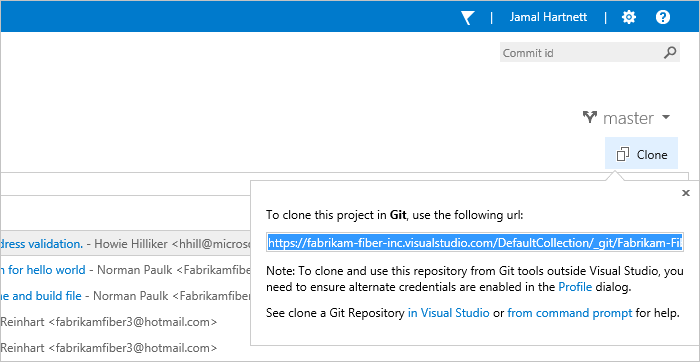 Jamal Hartnett
Commit id
master
Clone
To clone this project in Git, use the following url:
https://fabrikam-fiber-inc.visualstudio.com/DefaultCollection/_git/Fabrikam-Fi
Note: To clone and use this repository from Git tools outside Visual Studio, you
need to ensure alternate credentials are enabled in the Profile dialog.
See clone a Git Repository in Visual Studio or from command prompt for help.
dress validation. - Howie Hilliker <hhill@micros
n for hello world - Norman Paulk <Fabrikamfiber
ne and build file - Norman Paulk <Fabrikamfiber
Reinhart <fabrikamfiber3@hotmail.com>
Reinhart <fabrikamfiber3@hotmail.com>